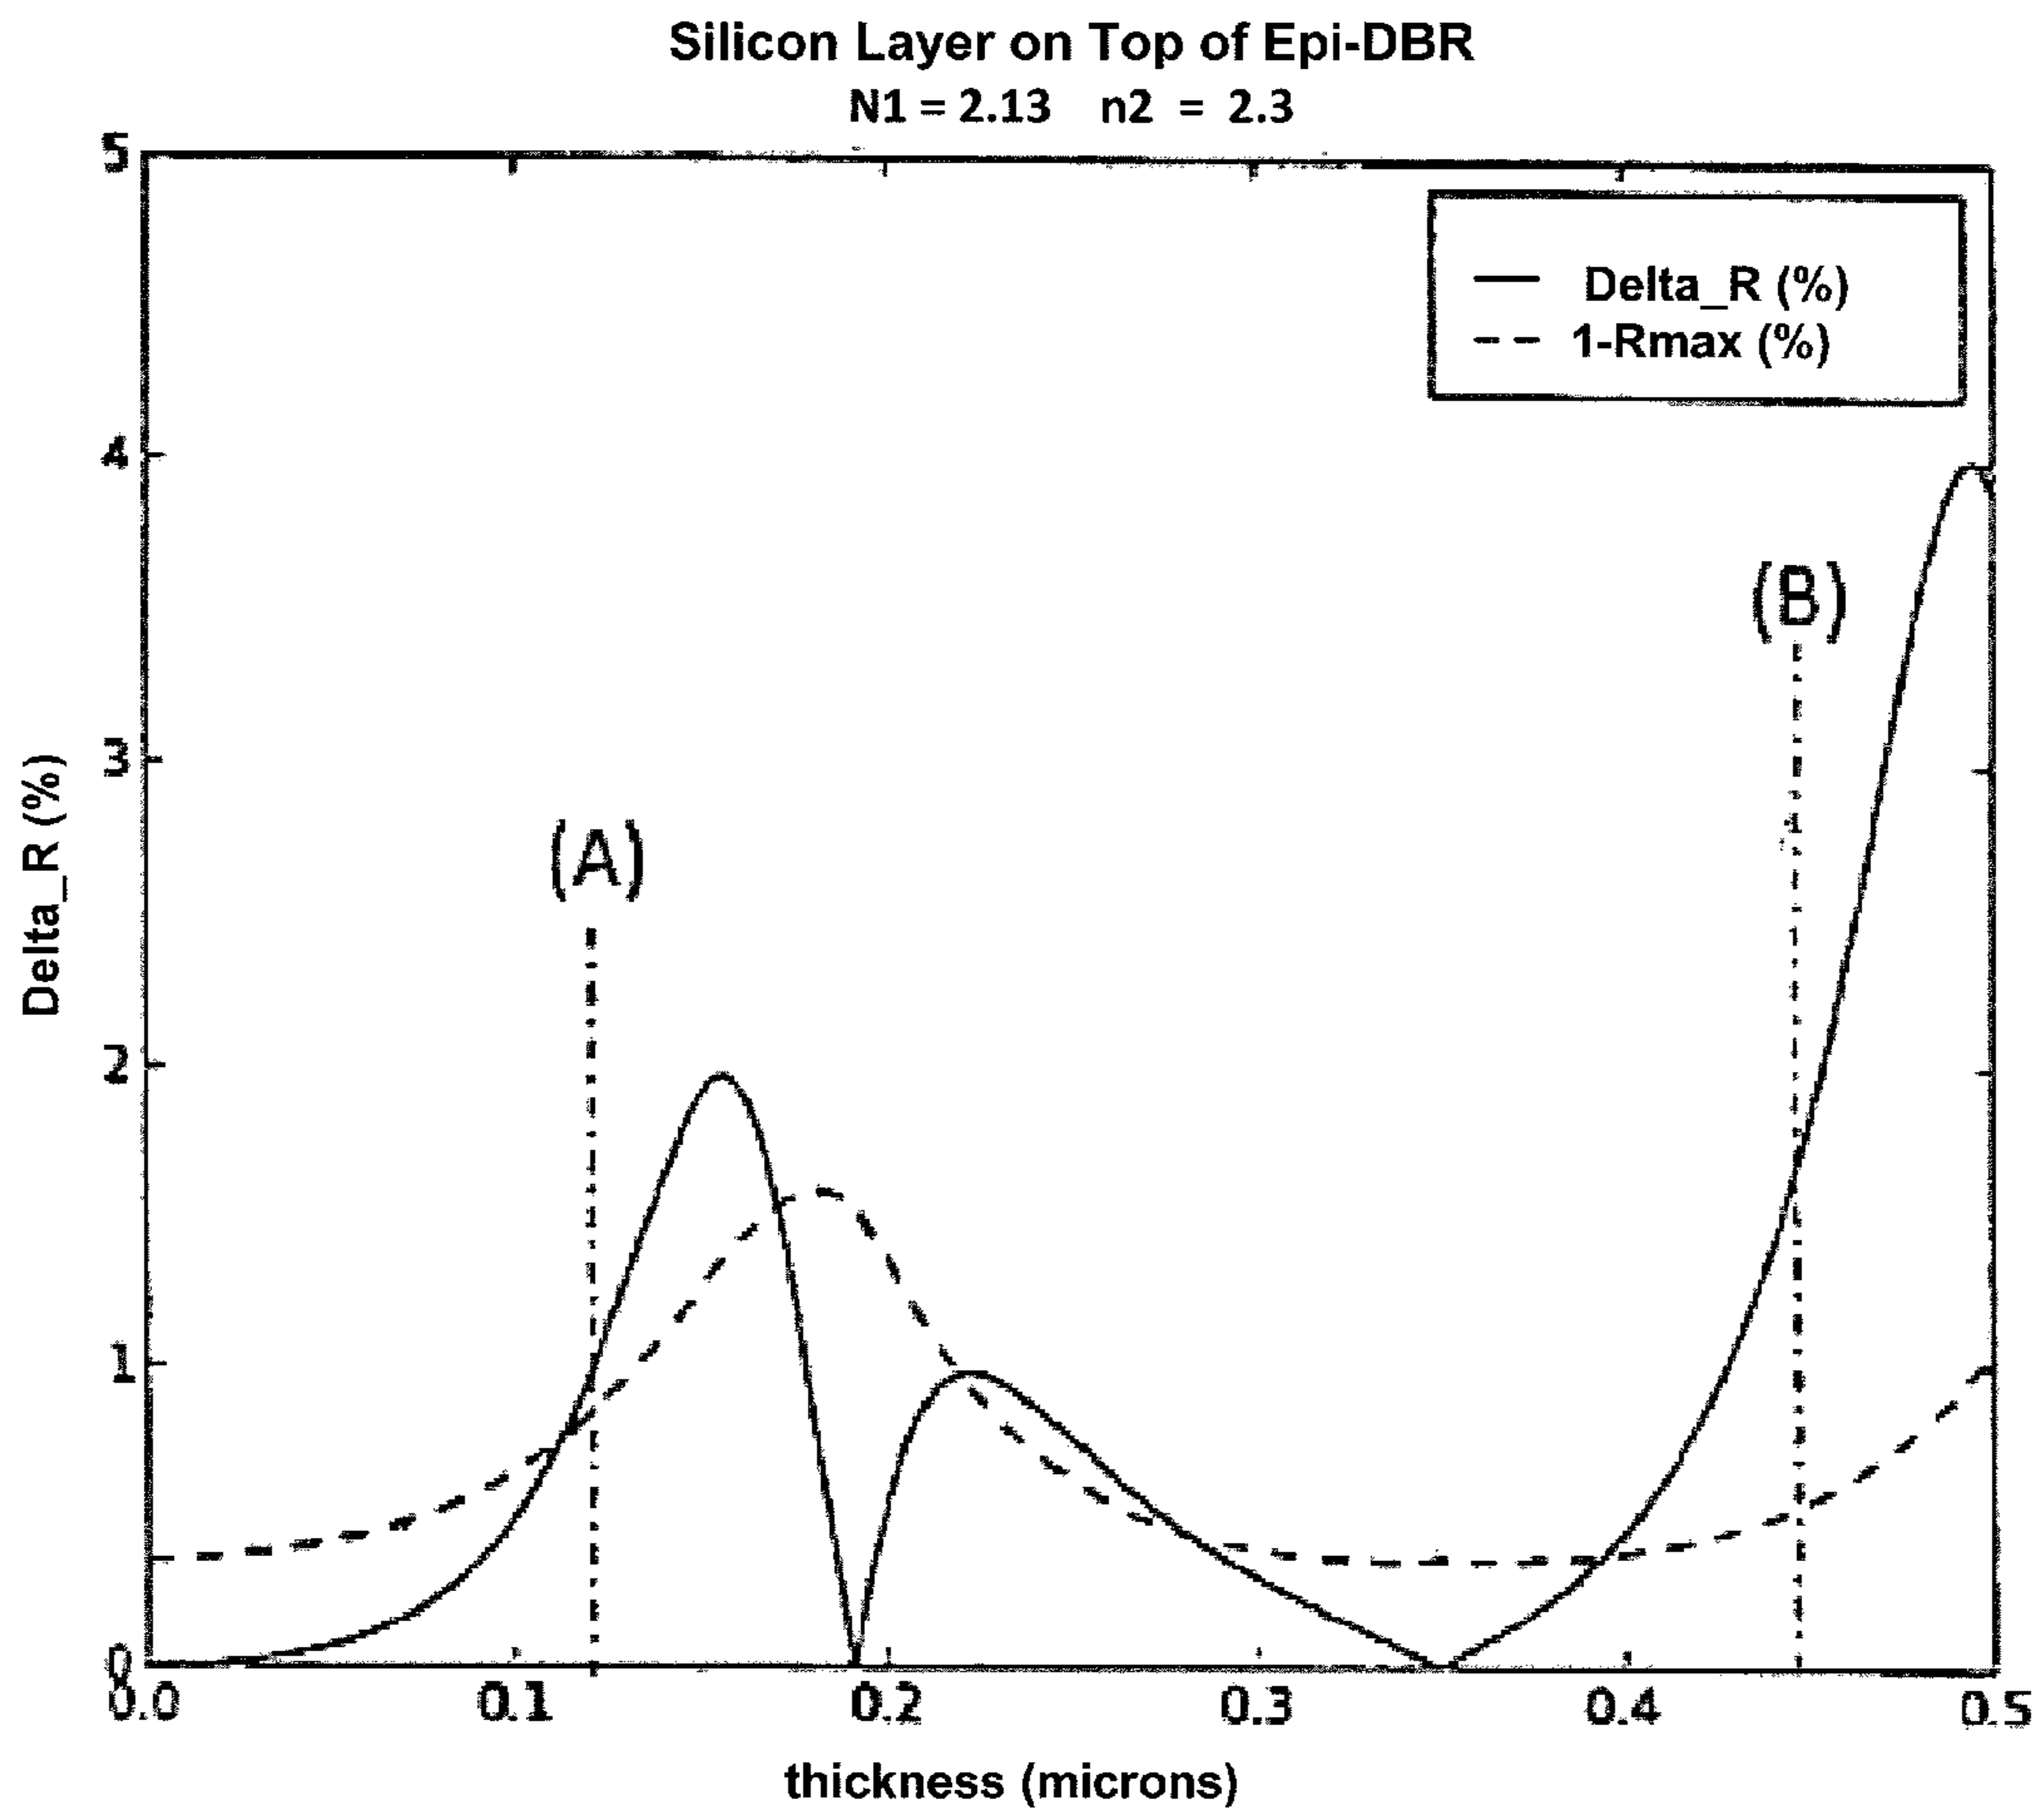 Silicon Layer on Top of Epi-DBR
N1 = 2.13 n2 = 2.3
5
Delta_R (%)
1-Rmax (%)
4
(B)
3
(A)
Delta_R (%)
2
1
0
0.0 0.1 0.2 0.3 0.4 0.5
thickness (microns)